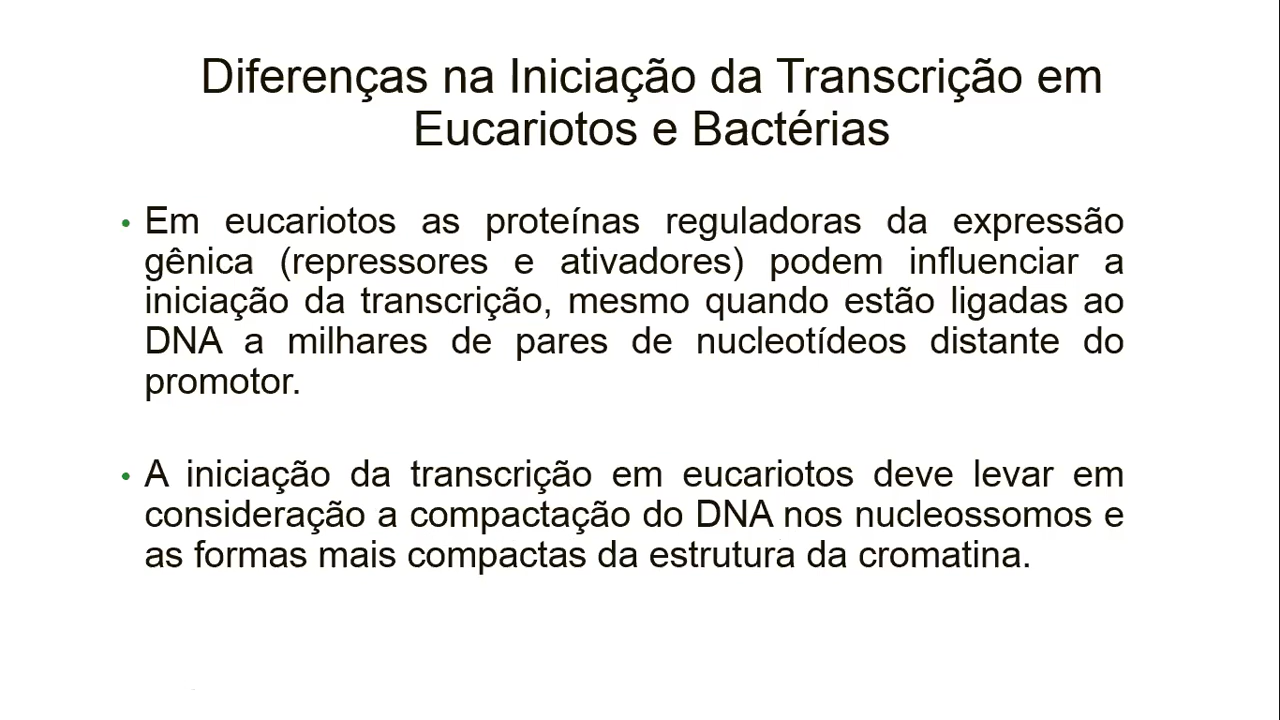 Diferenças na Iniciação da Transcrição em
Eucariotos e Bactérias
• Em eucariotos as proteínas reguladoras da expressão
gênica (repressores e ativadores) podem influenciar a
iniciação da transcrição, mesmo quando estão ligadas ao
DNA a milhares de pares de nucleotídeos distante do
promotor.
• A iniciação da transcrição em eucariotos deve levar em
consideração a compactação do DNA nos nucleossomos e
as formas mais compactas da estrutura da cromatina.